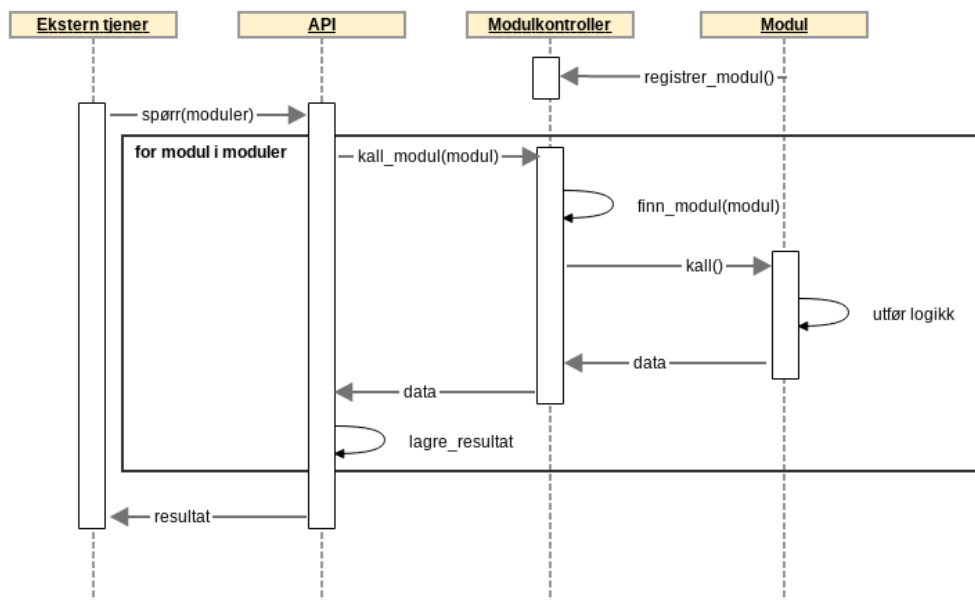 Ekstern tjener
API
Modulkontroller
Modul
registrer_modul()
spørr(moduler)
for modul i moduler
kall_modul(modul)
finn_modul(modul)
kall()
utfør logikk
data
data
lagre_resultat
resultat